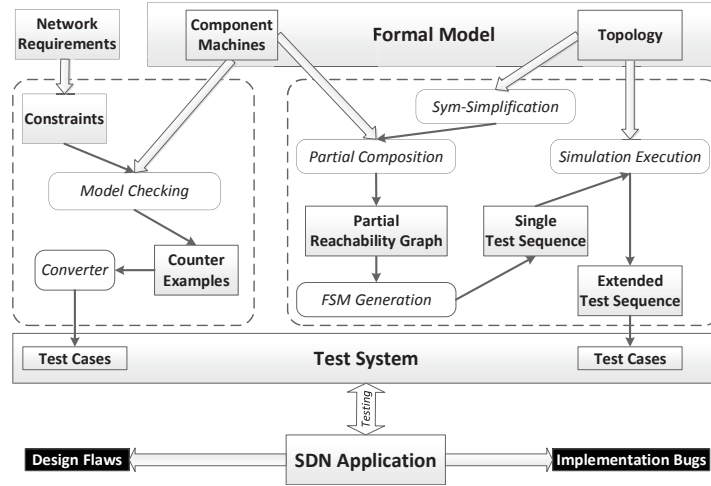 Network
Requirements
Component
Machines
Formal Model
Topology
Constraints
Sym-Simplification
Partial Composition
Simulation Execution
Model Checking
Partial
Reachability Graph
Single
Test Sequence
Converter
Counter
Examples
FSM Generation
Extended
Test Sequence
Test Cases
Test System
Test Cases
Testing
Design Flaws
SDN Application
Implementation Bugs